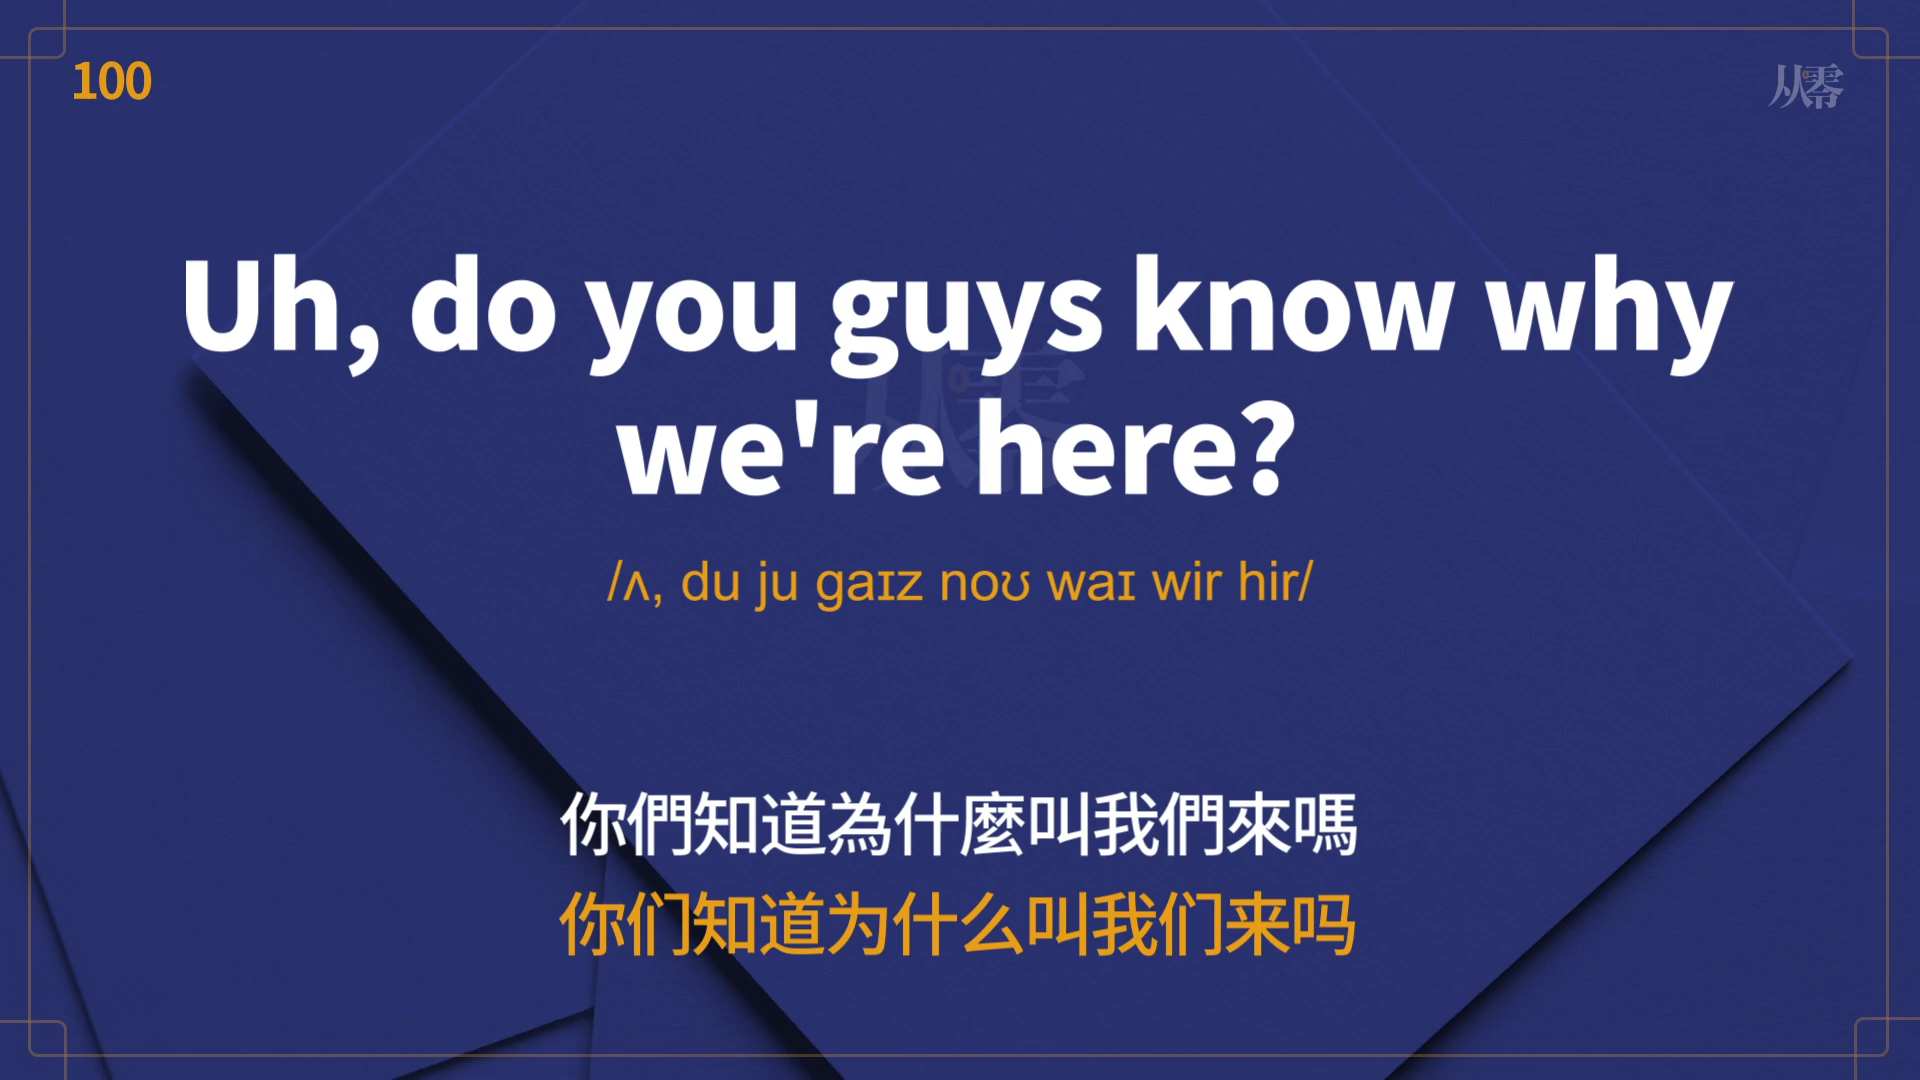 100
从零
Uh, do you guys know why
we're here?
/ʌ, du ju gaɪz noʊ waɪ wir hir/
你們知道為什麼叫我們來嗎
你们知道为什么叫我们来吗